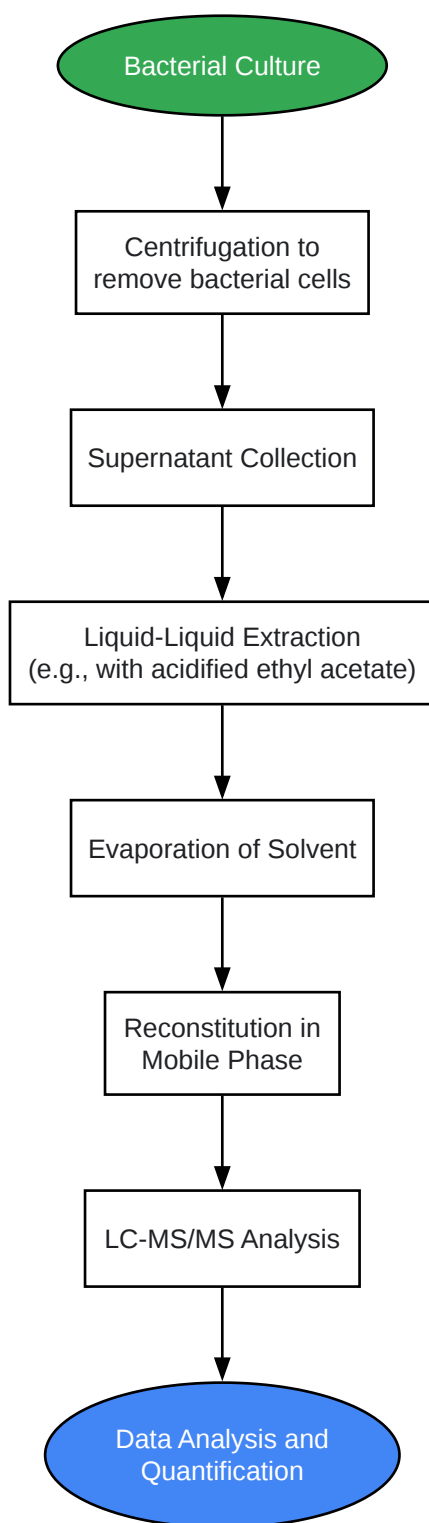 Bacterial Culture
Centrifugation to
remove bacterial cells
Supernatant Collection
Liquid-Liquid Extraction
(e.g., with acidified ethyl acetate)
Evaporation of Solvent
Reconstitution in
Mobile Phase
LC-MS/MS Analysis
Data Analysis and
Quantification